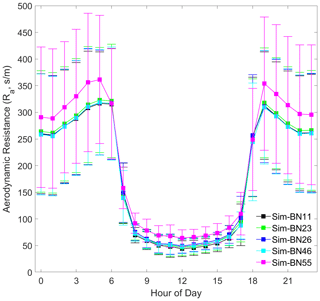 500
450
400
350
300
250
200
150
100
50
0
Aerodynamic Resistance (Ra, s/m)
0 3 6 9 12 15 18 21
Hour of Day
Sim-BN11
Sim-BN23
Sim-BN26
Sim-BN46
Sim-BN55